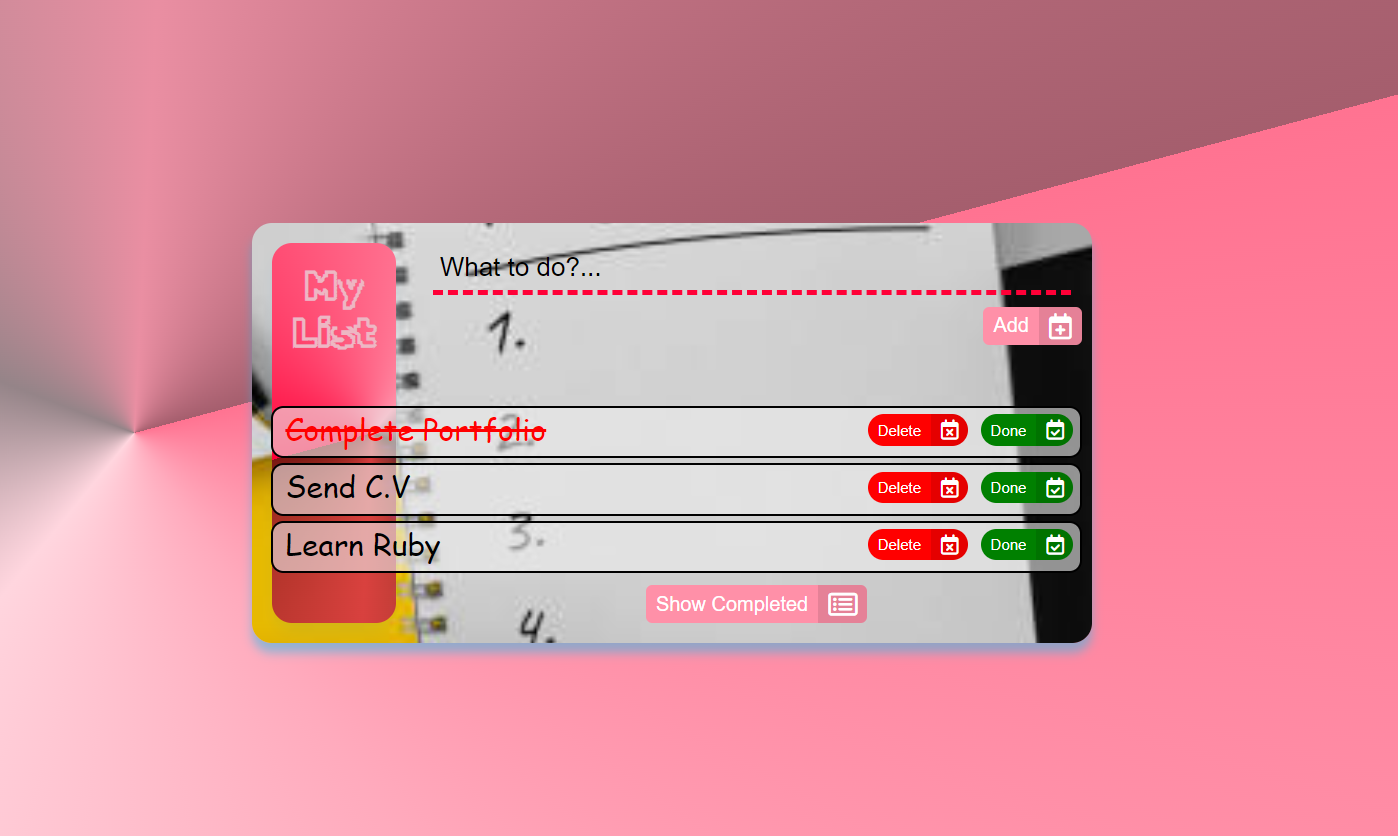 My
List
What to do?...
Add
1.
Complete Portfolio
Delete
Done
2.
Send C.V
Delete
Done
3.
Learn Ruby
Delete
Done
Show Completed
4.